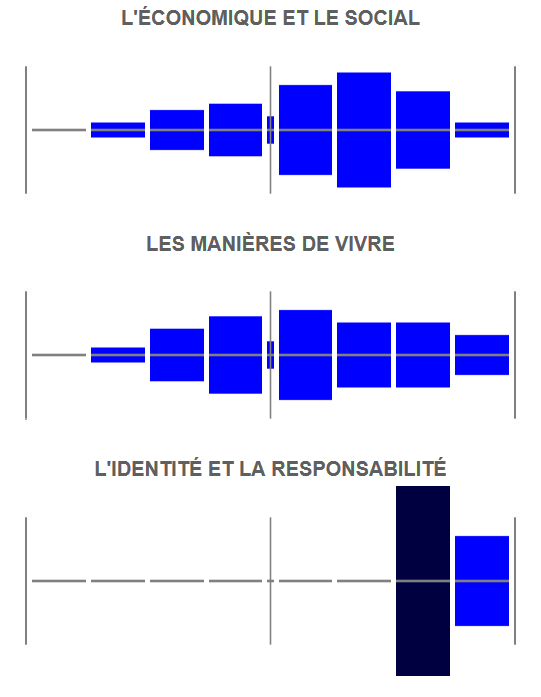 L'ÉCONOMIQUE ET LE SOCIAL
LES MANIÈRES DE VIVRE
L'IDENTITÉ ET LA RESPONSABILITÉ